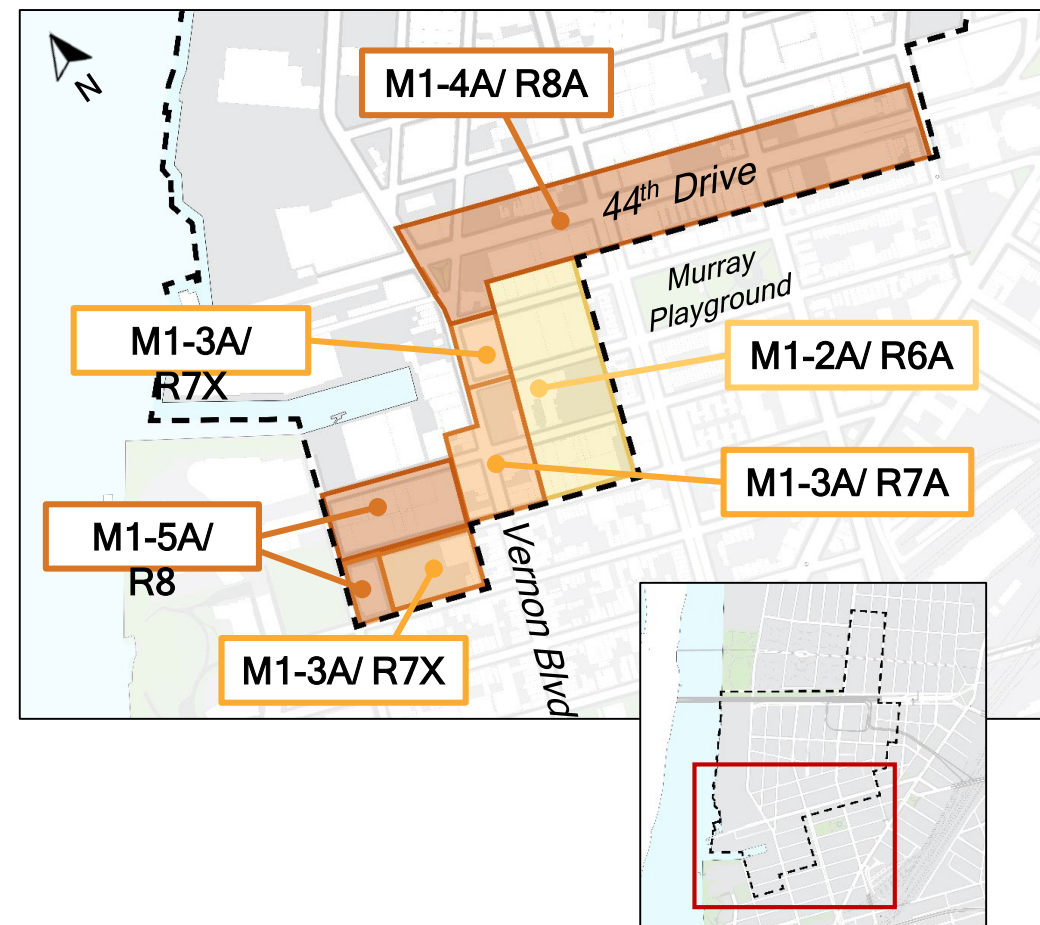 N
M1-4A/ R8A
44th Drive
Murray
Playground
M1-3A/
R7X
M1-2A/ R6A
M1-3A/ R7A
M1-5A/
R8
Vernon Blvd
M1-3A/ R7X